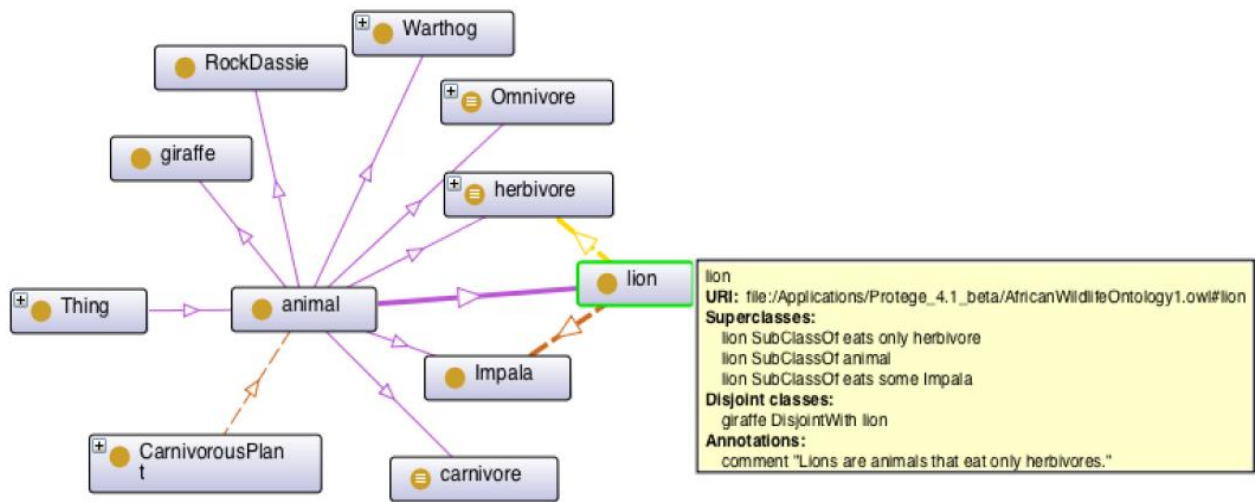 Warthog
RockDassie
Omnivore
giraffe
herbivore
lion
Thing
animal
Impala
CarnivorousPlan
t
carnivore
lion
URI: file:/Applications/Protege_4.1_beta/AfricanWildlifeOntology1.owl#lion
Superclasses:
lion SubClassOf eats only herbivore
lion SubClassOf animal
lion SubClassOf eats some Impala
Disjoint classes:
giraffe DisjointWith lion
Annotations:
comment "Lions are animals that eat only herbivores."